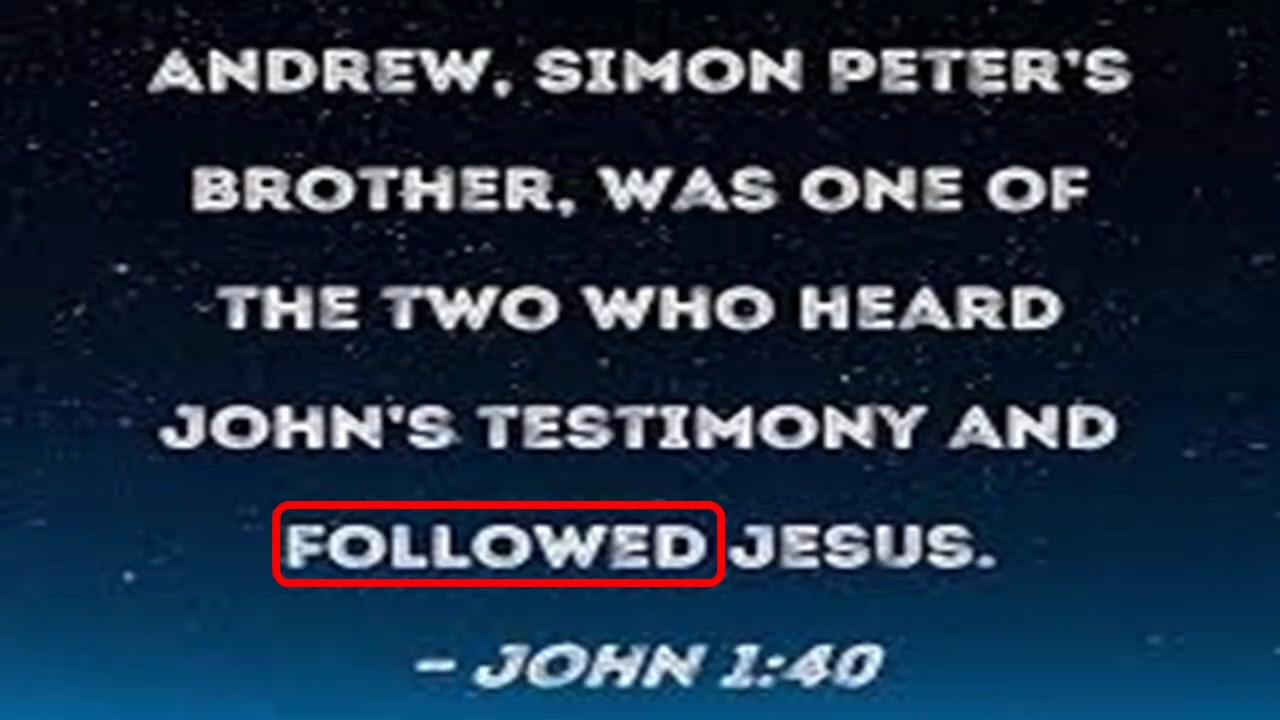 ANDREW, SIMON PETER'S
BROTHER, WAS ONE OF
THE TWO WHO HEARD
JOHN'S TESTIMONY AND
FOLLOWED JESUS.
– JOHN 1:40